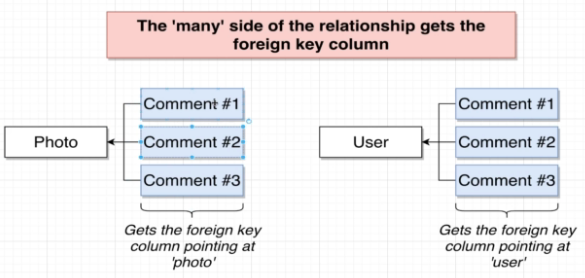 The 'many' side of the relationship gets the
foreign key column
Comment #1
Photo
Comment #2
Comment #3
Gets the foreign key
column pointing at
'photo'
Comment #1
User
Comment #2
Comment #3
Gets the foreign key
column pointing at
'user'